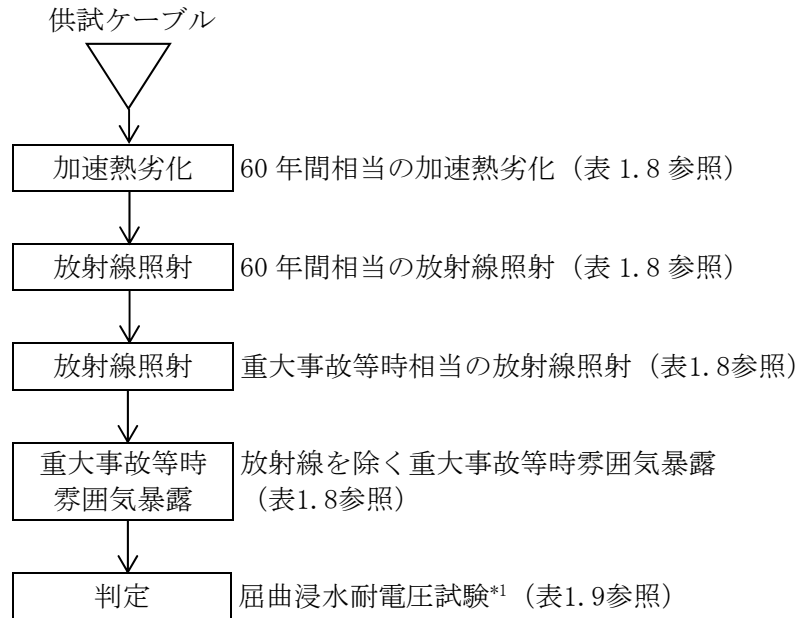 供試ケーブル
加速熱劣化 60 年間相当の加速熱劣化（表 1.8 参照）
放射線照射 60 年間相当の放射線照射（表 1.8 参照）
放射線照射 重大事故等時相当の放射線照射（表1.8参照）
重大事故等時 放射線を除く重大事故等時雰囲気暴露
雰囲気暴露 （表1.8参照）
判定 屈曲浸水耐電圧試験*1（表1.9参照）